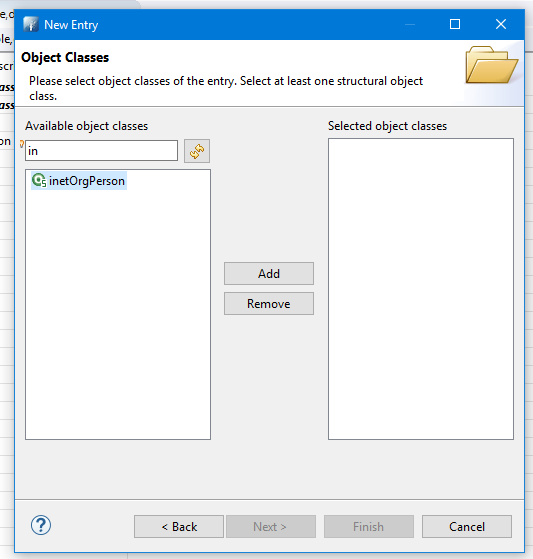 New Entry
Object Classes
Please select object classes of the entry. Select at least one structural object
class.
Available object classes
Selected object classes
in
inetOrgPerson
Add
Remove
?
< Back
Next >
Finish
Cancel